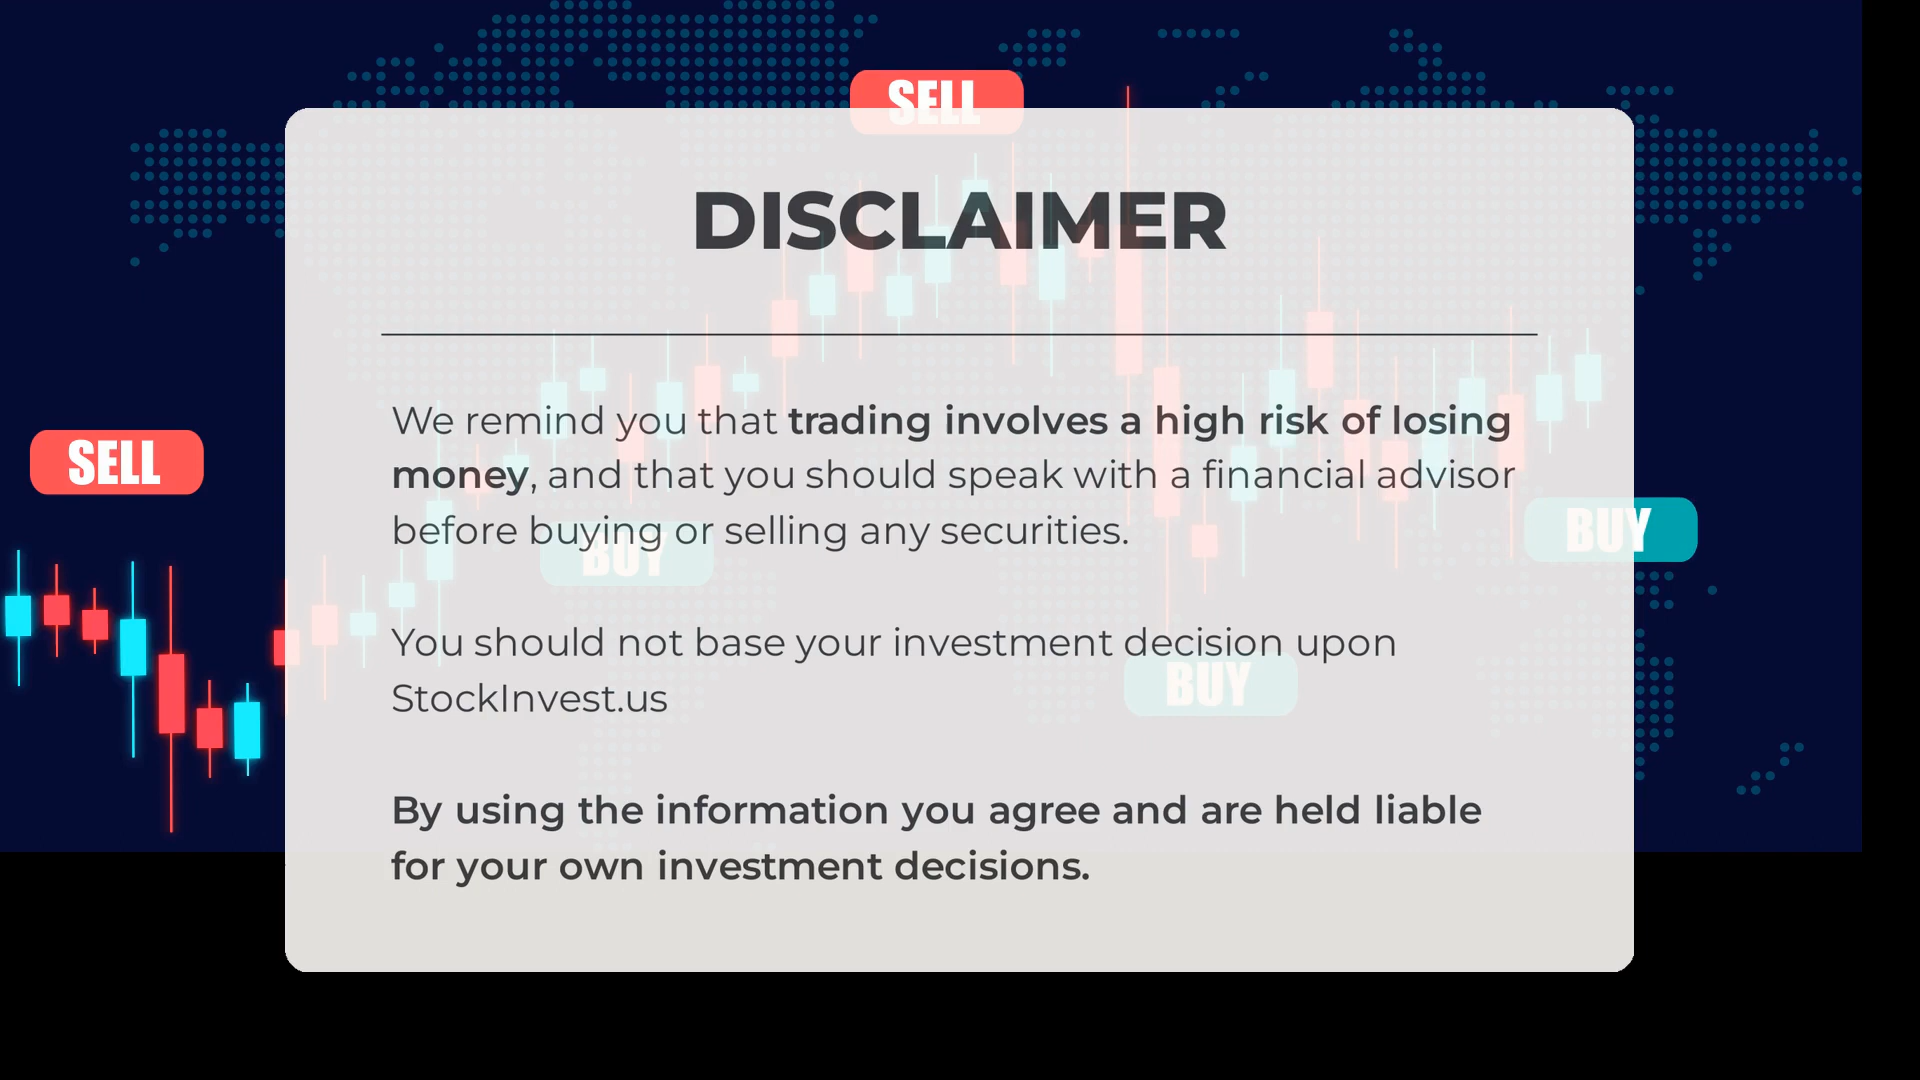 SELL
DISCLAIMER
We remind you that trading involves a high risk of losing
money, and that you should speak with a financial advisor
before buying or selling any securities.
SELL
BUY
BUY
You should not base your investment decision upon
StockInvest.us
BUY
By using the information you agree and are held liable
for your own investment decisions.